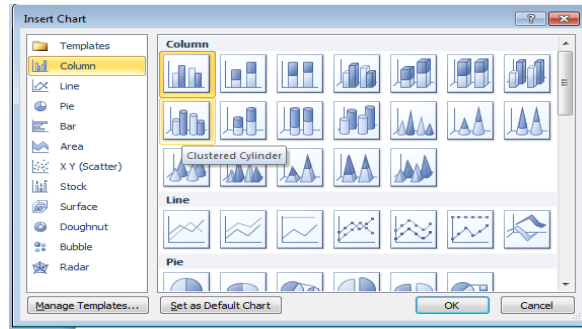 Insert Chart
Templates
Column
Line
Pie
Bar
Area
X Y (Scatter)
Stock
Surface
Doughnut
Bubble
Radar
Column
Clustered Cylinder
Line
Pie
Manage Templates...
Set as Default Chart
OK
Cancel